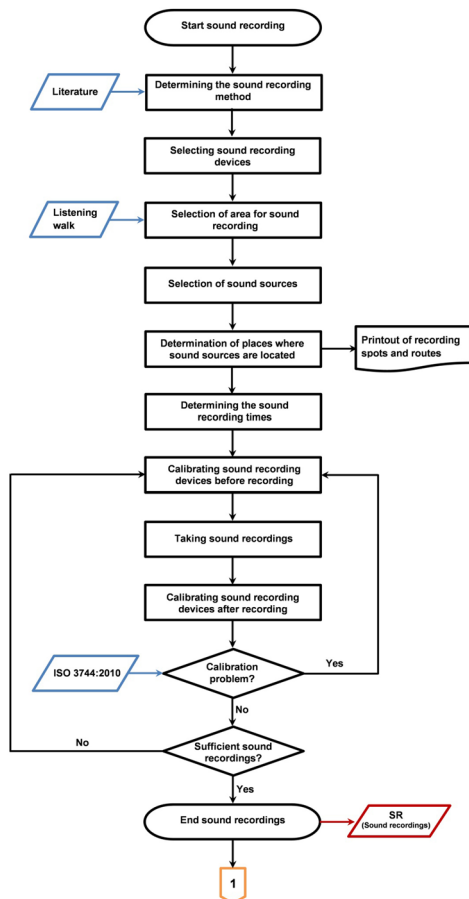 Start sound recording
Literature
Determining the sound recording
method
Selecting sound recording
devices
Listening
walk
Selection of area for sound
recording
Selection of sound sources
Determination of places where
sound sources are located
Printout of recording
spots and routes
Determining the sound
recording times
Calibrating sound recording
devices before recording
Taking sound recordings
Calibrating sound recording
devices after recording
ISO 3744:2010
Calibration
problem?
Yes
No
No
Sufficient sound
recordings?
Yes
End sound recordings
SR
(Sound recordings)
1